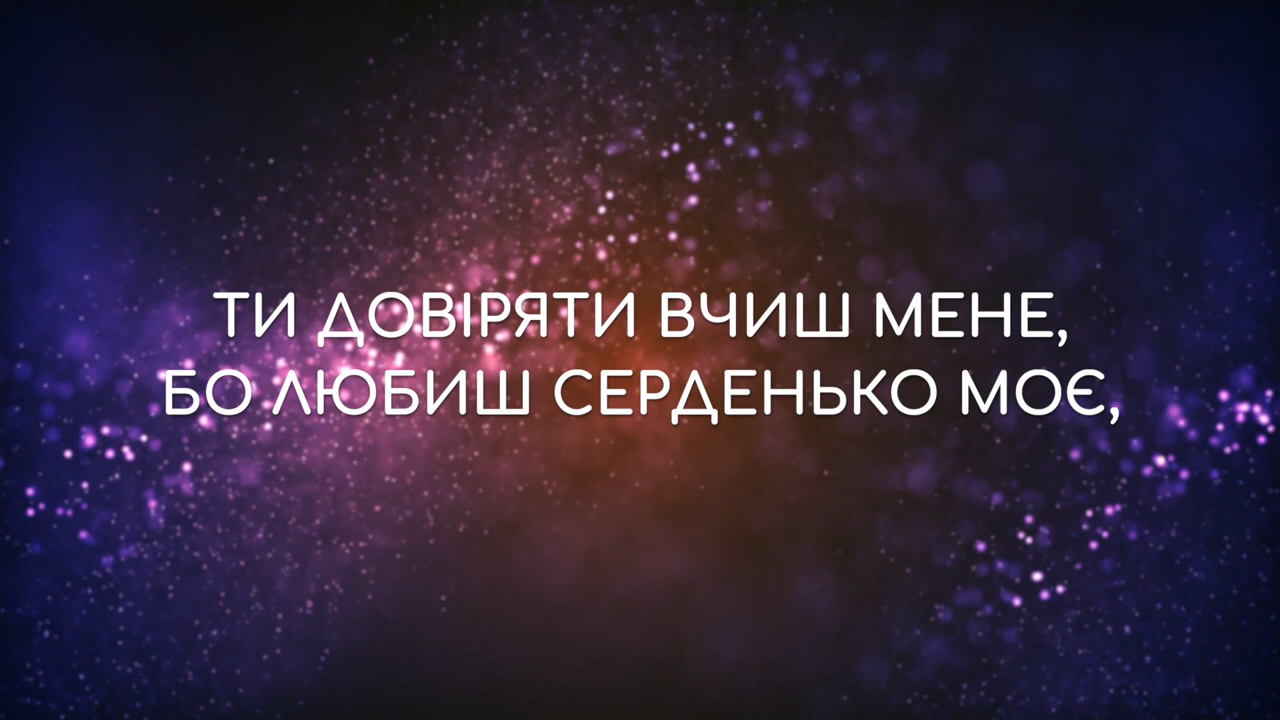 ТИ ДОВІРЯТИ ВЧИШ МЕНЕ,
БО ЛЮБИШ СЕРДЕНЬКО МОЄ,